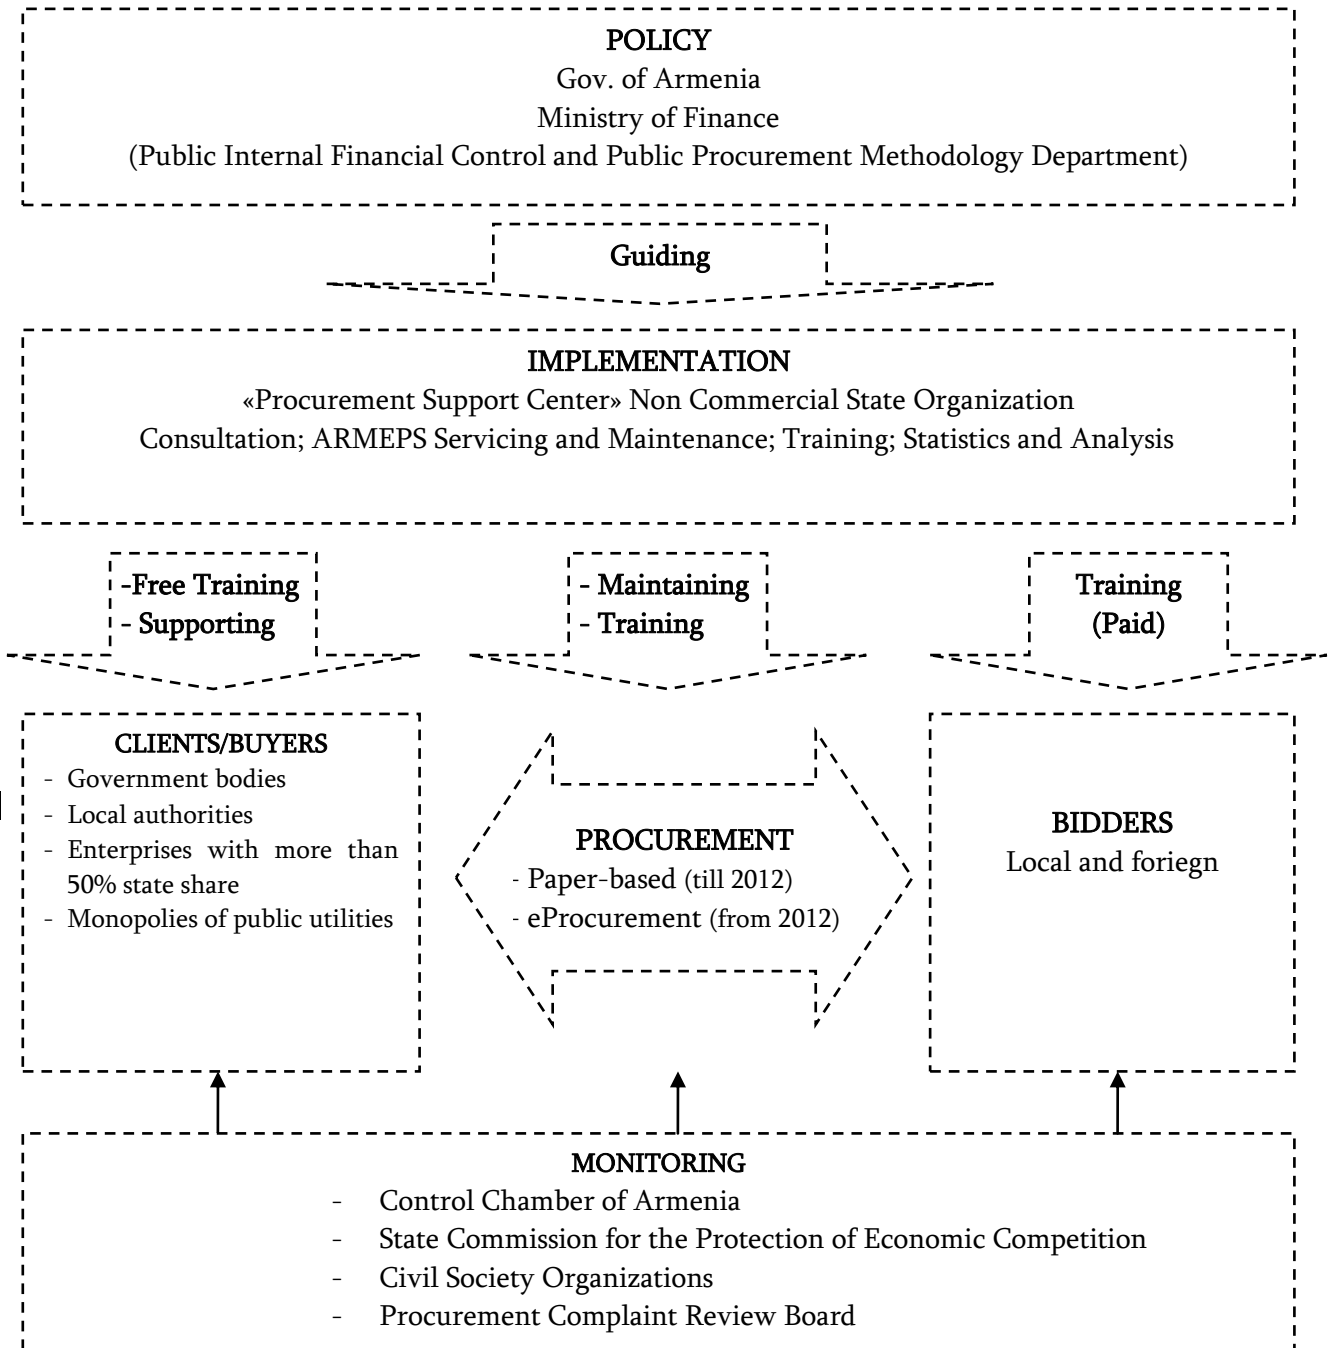 POLICY
Gov. of Armenia
Ministry of Finance
(Public Internal Financial Control and Public Procurement Methodology Department)
Guiding
IMPLEMENTATION
«Procurement Support Center» Non Commercial State Organization
Consultation; ARMEPS Servicing and Maintenance; Training; Statistics and Analysis
-Free Training
- Supporting
- Maintaining
- Training
Training
(Paid)
CLIENTS/BUYERS
- Government bodies
- Local authorities
- Enterprises with more than
50% state share
- Monopolies of public utilities
PROCUREMENT
- Paper-based (till 2012)
- eProcurement (from 2012)
BIDDERS
Local and foriegn
MONITORING
- Control Chamber of Armenia
- State Commission for the Protection of Economic Competition
- Civil Society Organizations
- Procurement Complaint Review Board